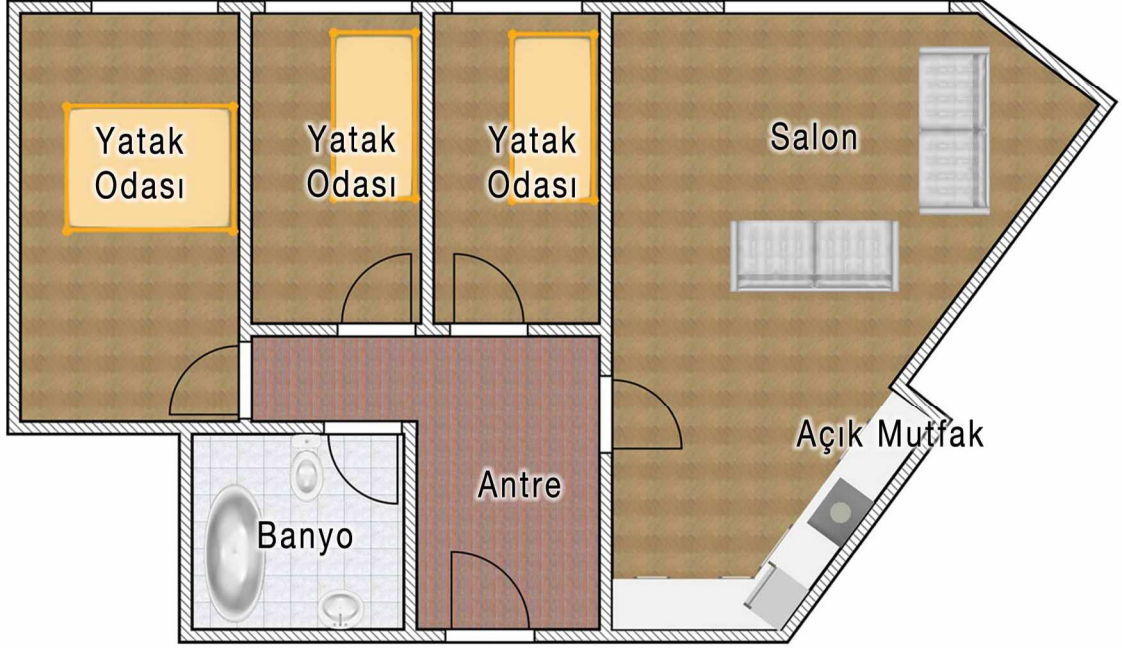 Yatak
Odası
Yatak
Odası
Yatak
Odası
Salon
Açık Mutfak
Antre
Banyo